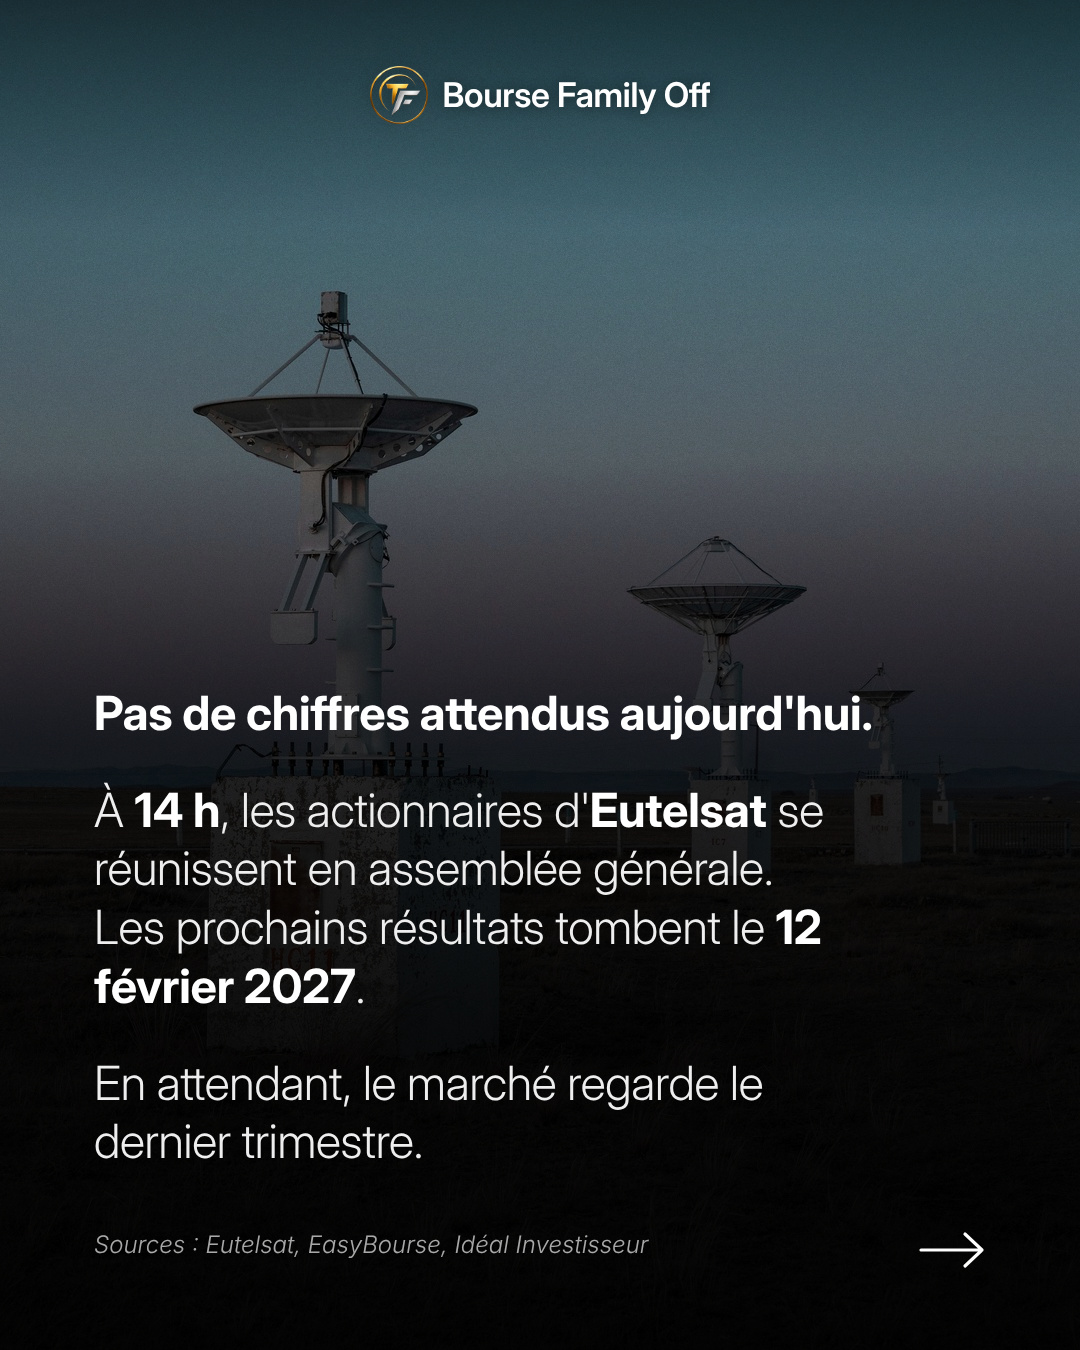 Bourse Family Off
Pas de chiffres attendus aujourd'hui.
À 14 h, les actionnaires d'Eutelsat se
réunissent en assemblée générale.
Les prochains résultats tombent le 12
février 2027.
En attendant, le marché regarde le
dernier trimestre.
Sources : Eutelsat, EasyBourse, Idéal Investisseur